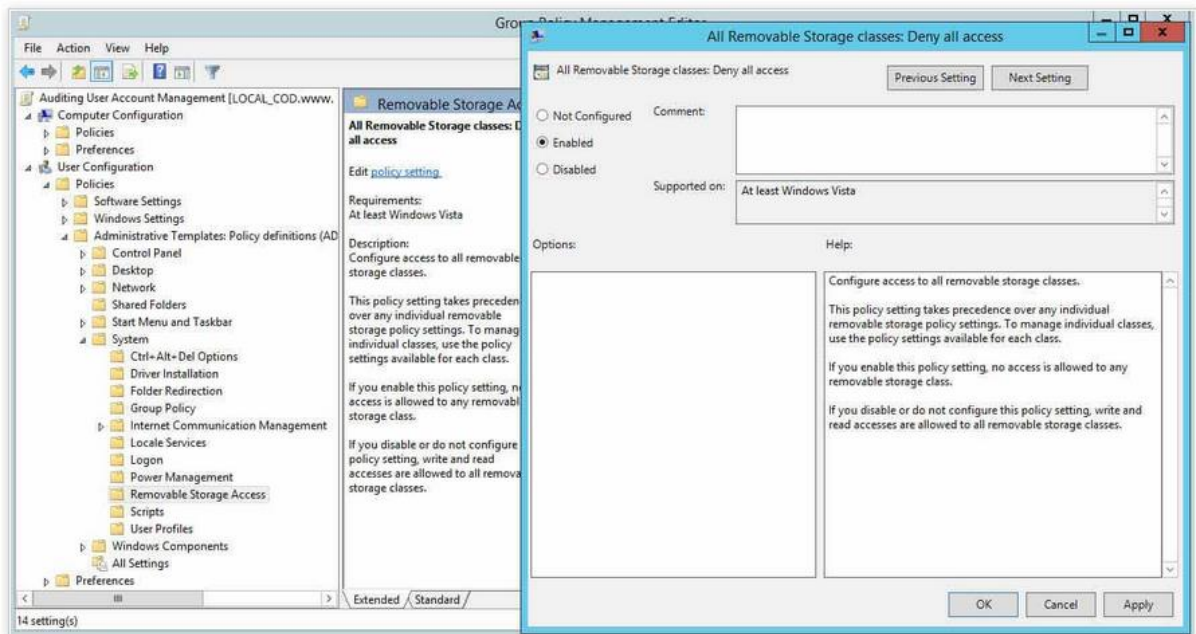 Group Policy Management Editor
File Action View Help
Auditing User Account Management [LOCAL_COD.www.
Computer Configuration
Policies
Preferences
User Configuration
Policies
Software Settings
Windows Settings
Administrative Templates: Policy definitions (AD
Control Panel
Desktop
Network
Shared Folders
Start Menu and Taskbar
System
Ctrl+Alt+Del Options
Driver Installation
Folder Redirection
Group Policy
Internet Communication Management
Locale Services
Logon
Power Management
Removable Storage Access
Scripts
User Profiles
Windows Components
All Settings
Preferences
14 setting(s)
Removable Storage Ac
All Removable Storage classes: D
all access
Edit policy setting
Requirements:
At least Windows Vista
Description:
Configure access to all removable
storage classes.
This policy setting takes preceden
over any individual removable
storage policy settings. To manag
individual classes, use the policy
settings available for each class.
If you enable this policy setting, n
access is allowed to any removabl
storage class.
If you disable or do not configure
policy setting, write and read
accesses are allowed to all remova
storage classes.
Extended Standard
All Removable Storage classes: Deny all access
All Removable Storage classes: Deny all access
Previous Setting Next Setting
Not Configured
Enabled
Disabled
Comment:
Supported on:
At least Windows Vista
Options:
Help:
Configure access to all removable storage classes.
This policy setting takes precedence over any individual
removable storage policy settings. To manage individual classes,
use the policy settings available for each class.
If you enable this policy setting, no access is allowed to any
removable storage class.
If you disable or do not configure this policy setting, write and
read accesses are allowed to all removable storage classes.
OK Cancel Apply